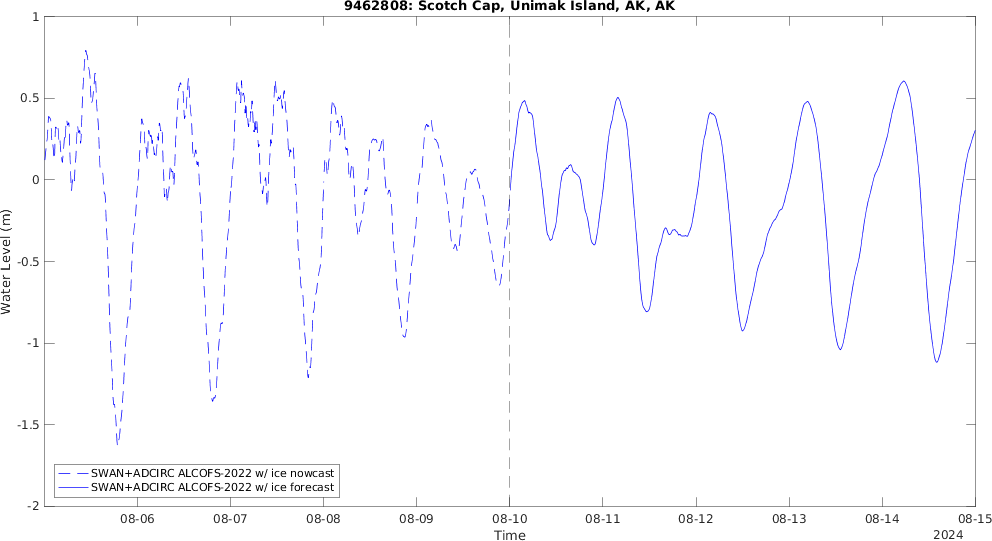 9462808: Scotch Cap, Unimak Island, AK, AK
1
0.5
0
-0.5
-1
-1.5
-2
Water Level (m)
SWAN+ADCIRC ALCOFS-2022 w/ ice nowcast
SWAN+ADCIRC ALCOFS-2022 w/ ice forecast
08-06 08-07 08-08 08-09 08-10 08-11 08-12 08-13 08-14 08-15
Time
2024